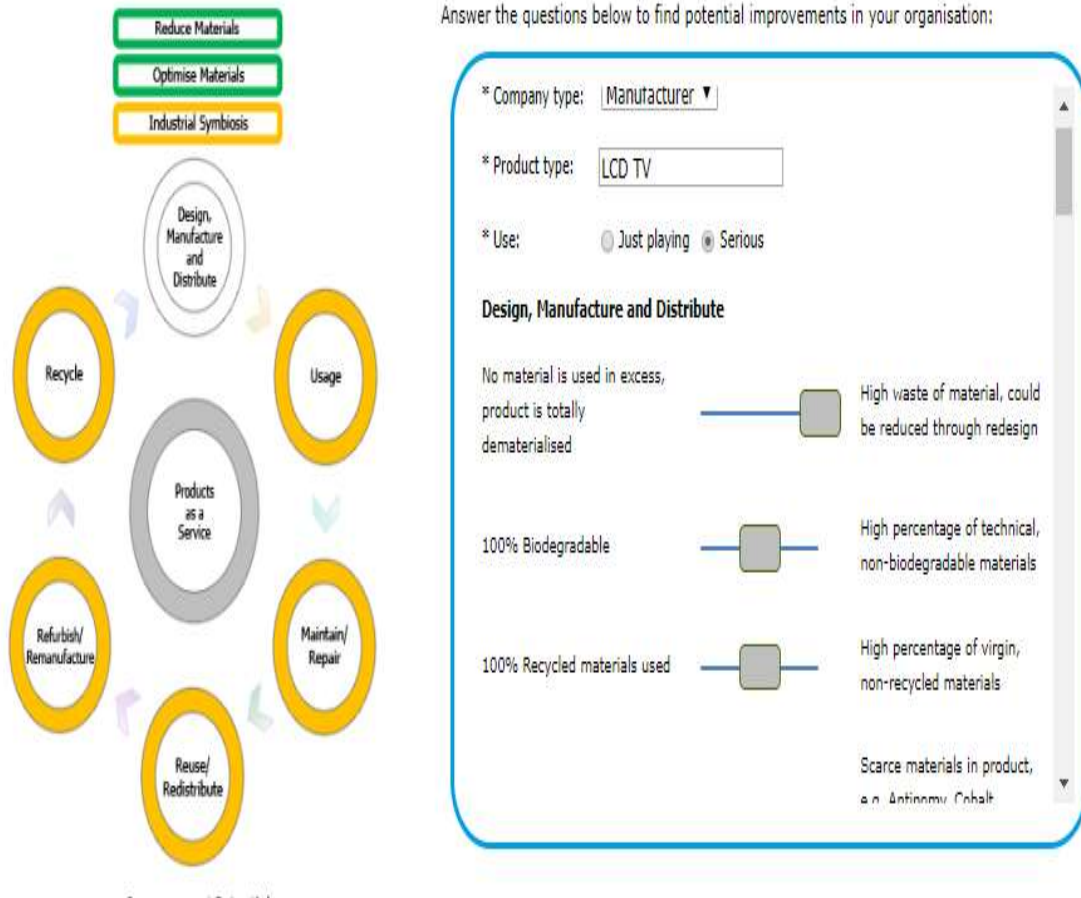 Reduce Materials
Optimise Materials
Industrial Symbiosis
Design,
Manufacture
and
Distribute
Recycle
Usage
Products
as a
Service
Refurbish/
Remanufacture
Maintain/
Repair
Reuse/
Redistribute
Answer the questions below to find potential improvements in your organisation:
* Company type: Manufacturer ▼
* Product type: LCD TV
* Use: Just playing Serious
Design, Manufacture and Distribute
No material is used in excess,
product is totally
dematerialised
High waste of material, could
be reduced through redesign
100% Biodegradable
High percentage of technical,
non-biodegradable materials
100% Recycled materials used
High percentage of virgin,
non-recycled materials
Scarce materials in product,
e.g. Antinomy, Cobalt